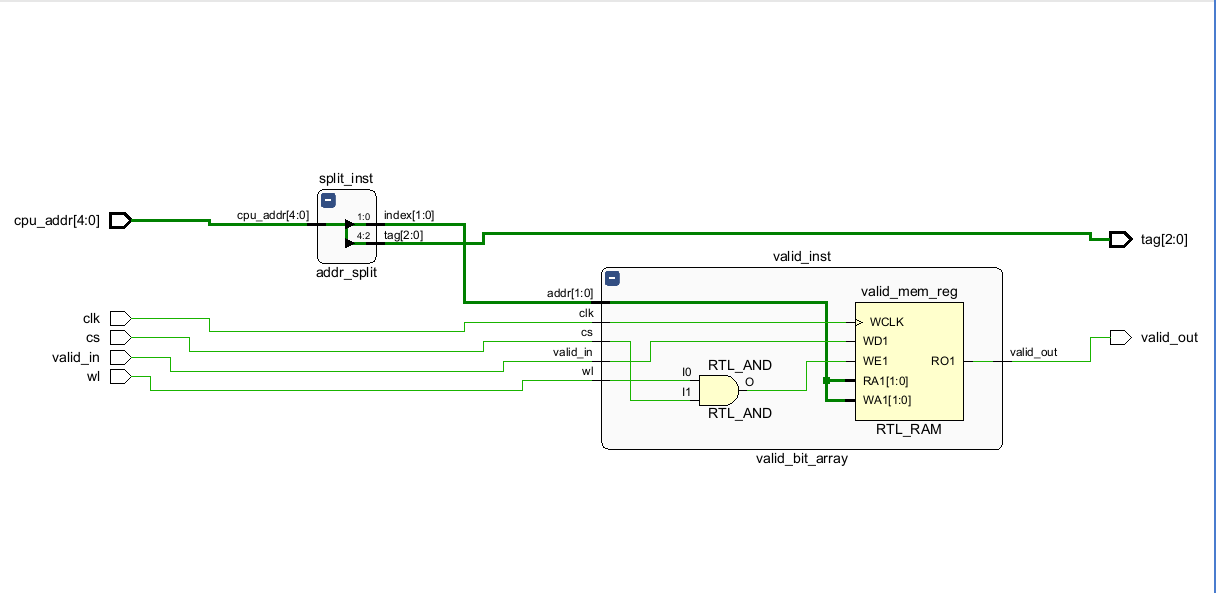 split_inst
cpu_addr[4:0]
cpu_addr[4:0]
1:0
index[1:0]
4:2
tag[2:0]
tag[2:0]
addr_split
valid_inst
addr[1:0]
valid_mem_reg
clk
clk
WCLK
cs
cs
WD1
valid_out
valid_in
valid_in
WE1
RO1
valid_out
wl
wl
RTL_AND
I0
O
I1
RTL_AND
RA1[1:0]
WA1[1:0]
RTL_RAM
valid_bit_array